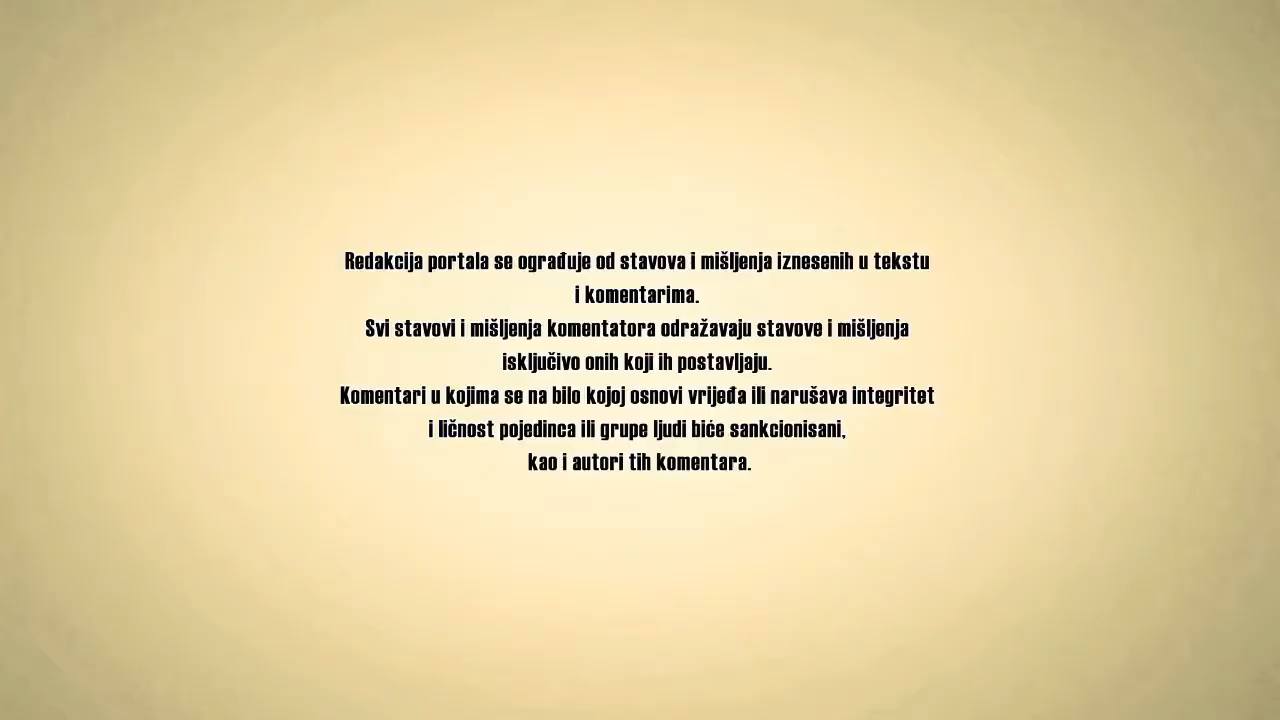 Redakcija portala se ograđuje od stavova i mišljenja iznesenih u tekstu
i komentarima.
Svi stavovi i mišljenja komentatora odražavaju stavove i mišljenja
isključivo onih koji ih postavljaju.
Komentari u kojima se na bilo kojoj osnovi vrijeđa ili narušava integritet
i ličnost pojedinca ili grupe ljudi biće sankcionisani,
kao i autori tih komentara.